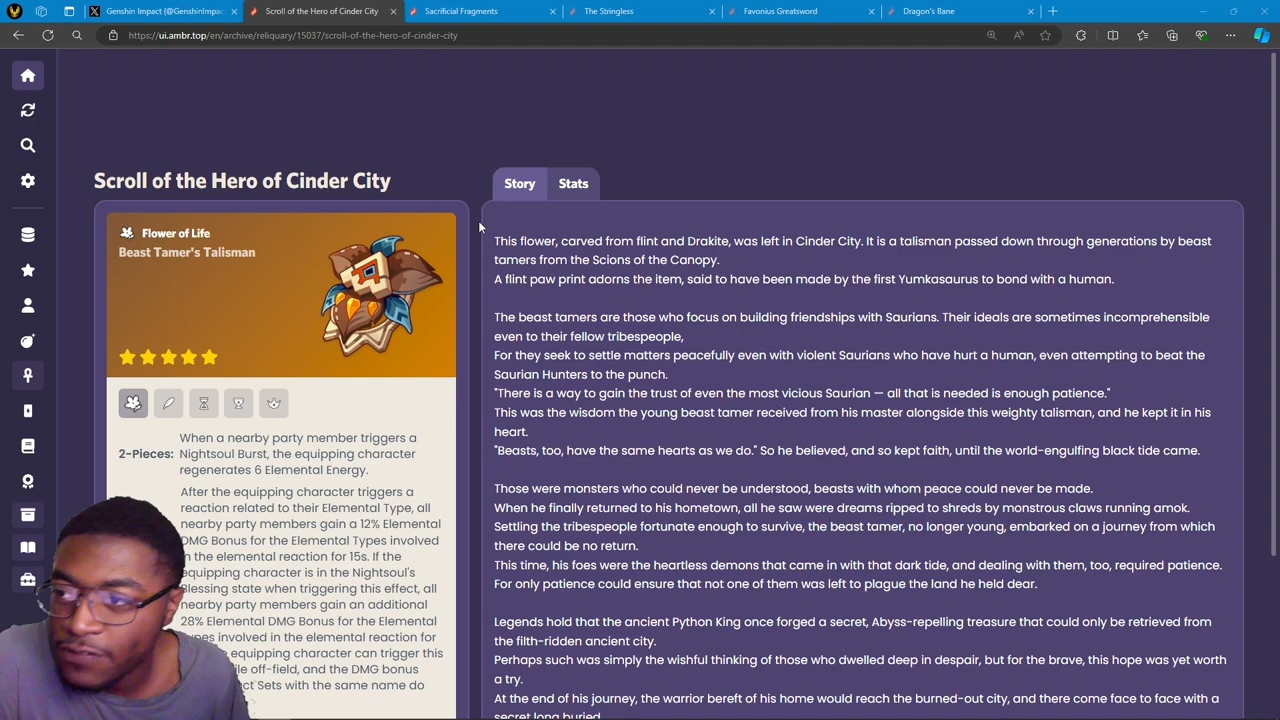 Genshin Impact (@GenshinImpac
Scroll of the Hero of Cinder City
Sacrificial Fragments
The Stringless
Favonius Greatsword
Dragon's Bane
https://ui.ambr.top/en/archive/reliquary/15037/scroll-of-the-hero-of-cinder-city
Scroll of the Hero of Cinder City
Story
Stats
Flower of Life
Beast Tamer's Talisman
2-Pieces:
When a nearby party member triggers a
Nightsoul Burst, the equipping character
regenerates 6 Elemental Energy.
After the equipping character triggers a
reaction related to their Elemental Type, all
nearby party members gain a 12% Elemental
DMG Bonus for the Elemental Types involved
in the elemental reaction for 15s. If the
equipping character is in the Nightsoul's
Blessing state when triggering this effect, all
nearby party members gain an additional
28% Elemental DMG Bonus for the Elemental
Types involved in the elemental reaction for
equipping character can trigger this
off-field, and the DMG bonus
Sets with the same name do
This flower, carved from flint and Drakite, was left in Cinder City. It is a talisman passed down through generations by beast
tamers from the Scions of the Canopy.
A flint paw print adorns the item, said to have been made by the first Yumkasaurus to bond with a human.
The beast tamers are those who focus on building friendships with Saurians. Their ideals are sometimes incomprehensible
even to their fellow tribespeople,
For they seek to settle matters peacefully even with violent Saurians who have hurt a human, even attempting to beat the
Saurian Hunters to the punch.
"There is a way to gain the trust of even the most vicious Saurian — all that is needed is enough patience."
This was the wisdom the young beast tamer received from his master alongside this weighty talisman, and he kept it in his
heart.
"Beasts, too, have the same hearts as we do." So he believed, and so kept faith, until the world-engulfing black tide came.
Those were monsters who could never be understood, beasts with whom peace could never be made.
When he finally returned to his hometown, all he saw were dreams ripped to shreds by monstrous claws running amok.
Settling the tribespeople fortunate enough to survive, the beast tamer, no longer young, embarked on a journey from which
there could be no return.
This time, his foes were the heartless demons that came in with that dark tide, and dealing with them, too, required patience.
For only patience could ensure that not one of them was left to plague the land he held dear.
Legends hold that the ancient Python King once forged a secret, Abyss-repelling treasure that could only be retrieved from
the filth-ridden ancient city.
Perhaps such was simply the wishful thinking of those who dwelled deep in despair, but for the brave, this hope was yet worth
a try.
At the end of his journey, the warrior bereft of his home would reach the burned-out city, and there come face to face with a
secret long buried